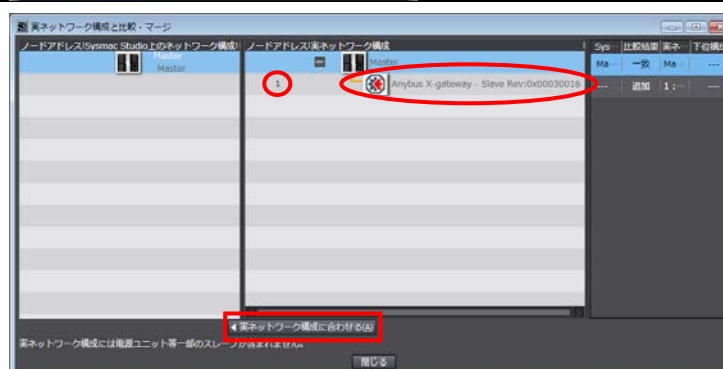 実ネットワーク構成と比較・マージ
ノードアドレス|Sysmac Studio上のネットワーク構成|
ノードアドレス|実ネットワーク構成
Sys… 比較結果 実ネ… 下位構成
Master
Master
Master
Ma… 一致 Ma… ---
1
Anybus X-gateway - Slave Rev:0x00030016
--- 追加 1 :… ---
実ネットワーク構成に合わせる(A)
実ネットワーク構成には電源ユニット等一部のスレーブが含まれません。
閉じる